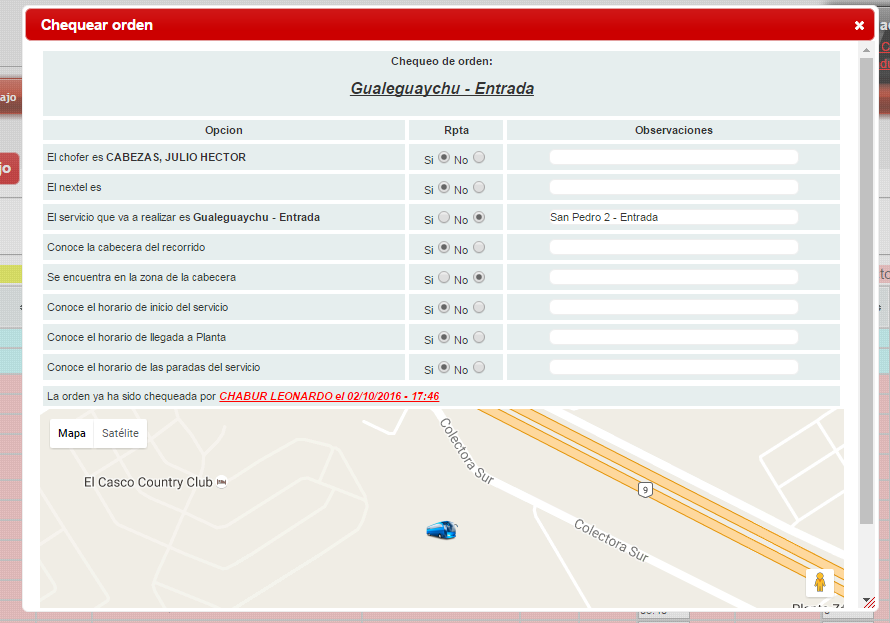 Chequear orden
Chequeo de orden:
Gualeguaychu - Entrada
Opcion Rpta Observaciones
El chofer es CABEZAS, JULIO HECTOR Si No
El nextel es Si No
El servicio que va a realizar es Gualeguaychu - Entrada Si No San Pedro 2 - Entrada
Conoce la cabecera del recorrido Si No
Se encuentra en la zona de la cabecera Si No
Conoce el horario de inicio del servicio Si No
Conoce el horario de llegada a Planta Si No
Conoce el horario de las paradas del servicio Si No
La orden ya ha sido chequeada por CHABUR LEONARDO el 02/10/2016 - 17:46
Mapa Satélite
Colectora Sur
El Casco Country Club
9
Colectora Sur
ajo
jo